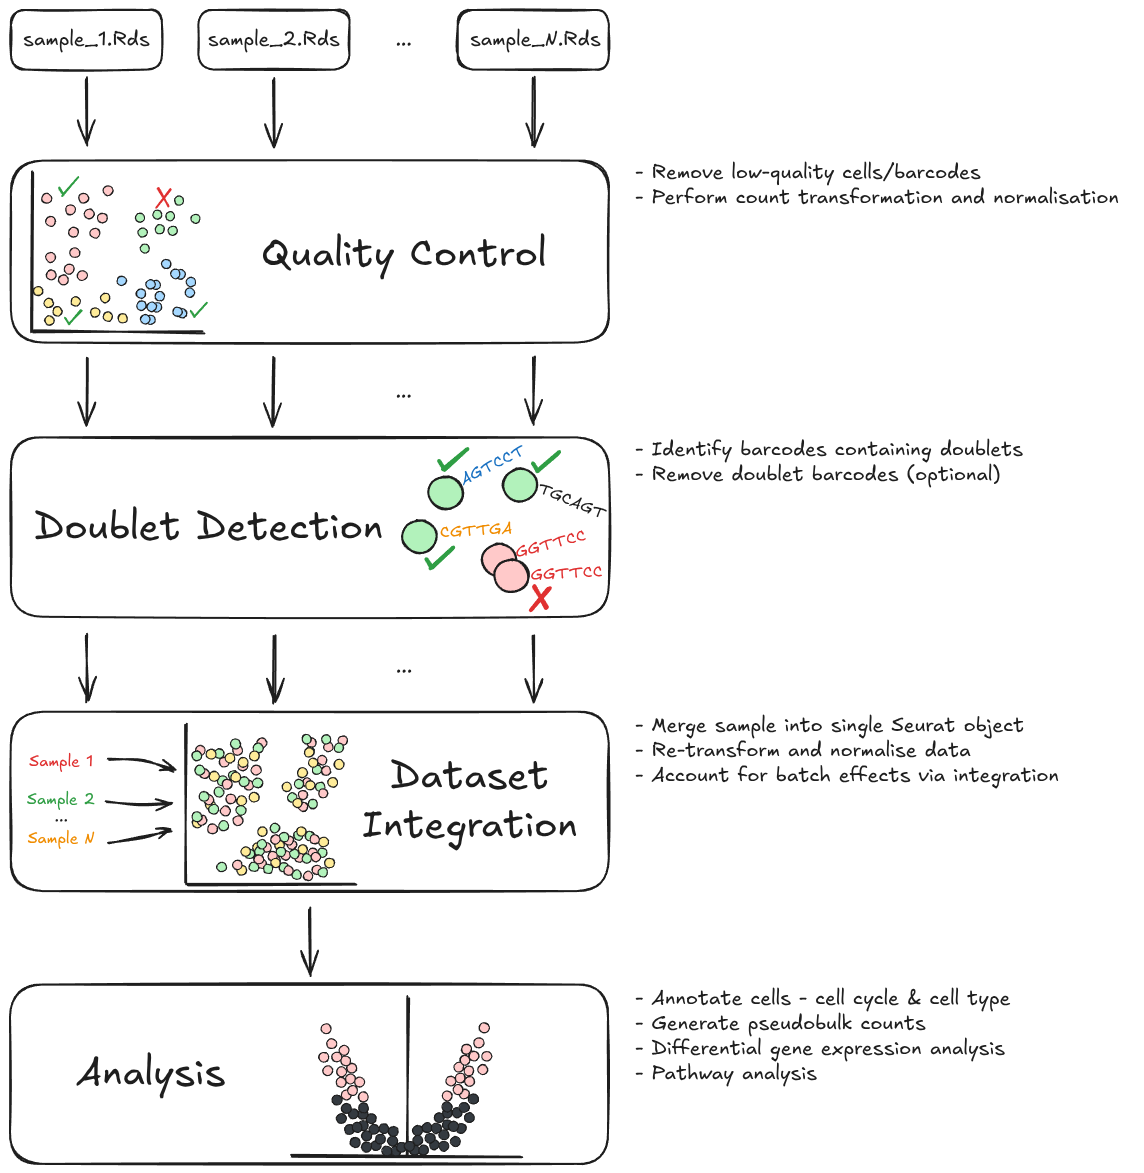 sample_1.Rds
sample_2.Rds
...
sample_N.Rds
Quality Control
- Remove low-quality cells/barcodes
- Perform count transformation and normalisation
...
Doublet Detection
AGTCCT
TGCAGT
CGTTGA
GGTTCC
GGTTCC
- Identify barcodes containing doublets
- Remove doublet barcodes (optional)
...
Sample 1
Sample 2
...
Sample N
Dataset
Integration
- Merge sample into single Seurat object
- Re-transform and normalise data
- Account for batch effects via integration
Analysis
- Annotate cells - cell cycle & cell type
- Generate pseudobulk counts
- Differential gene expression analysis
- Pathway analysis